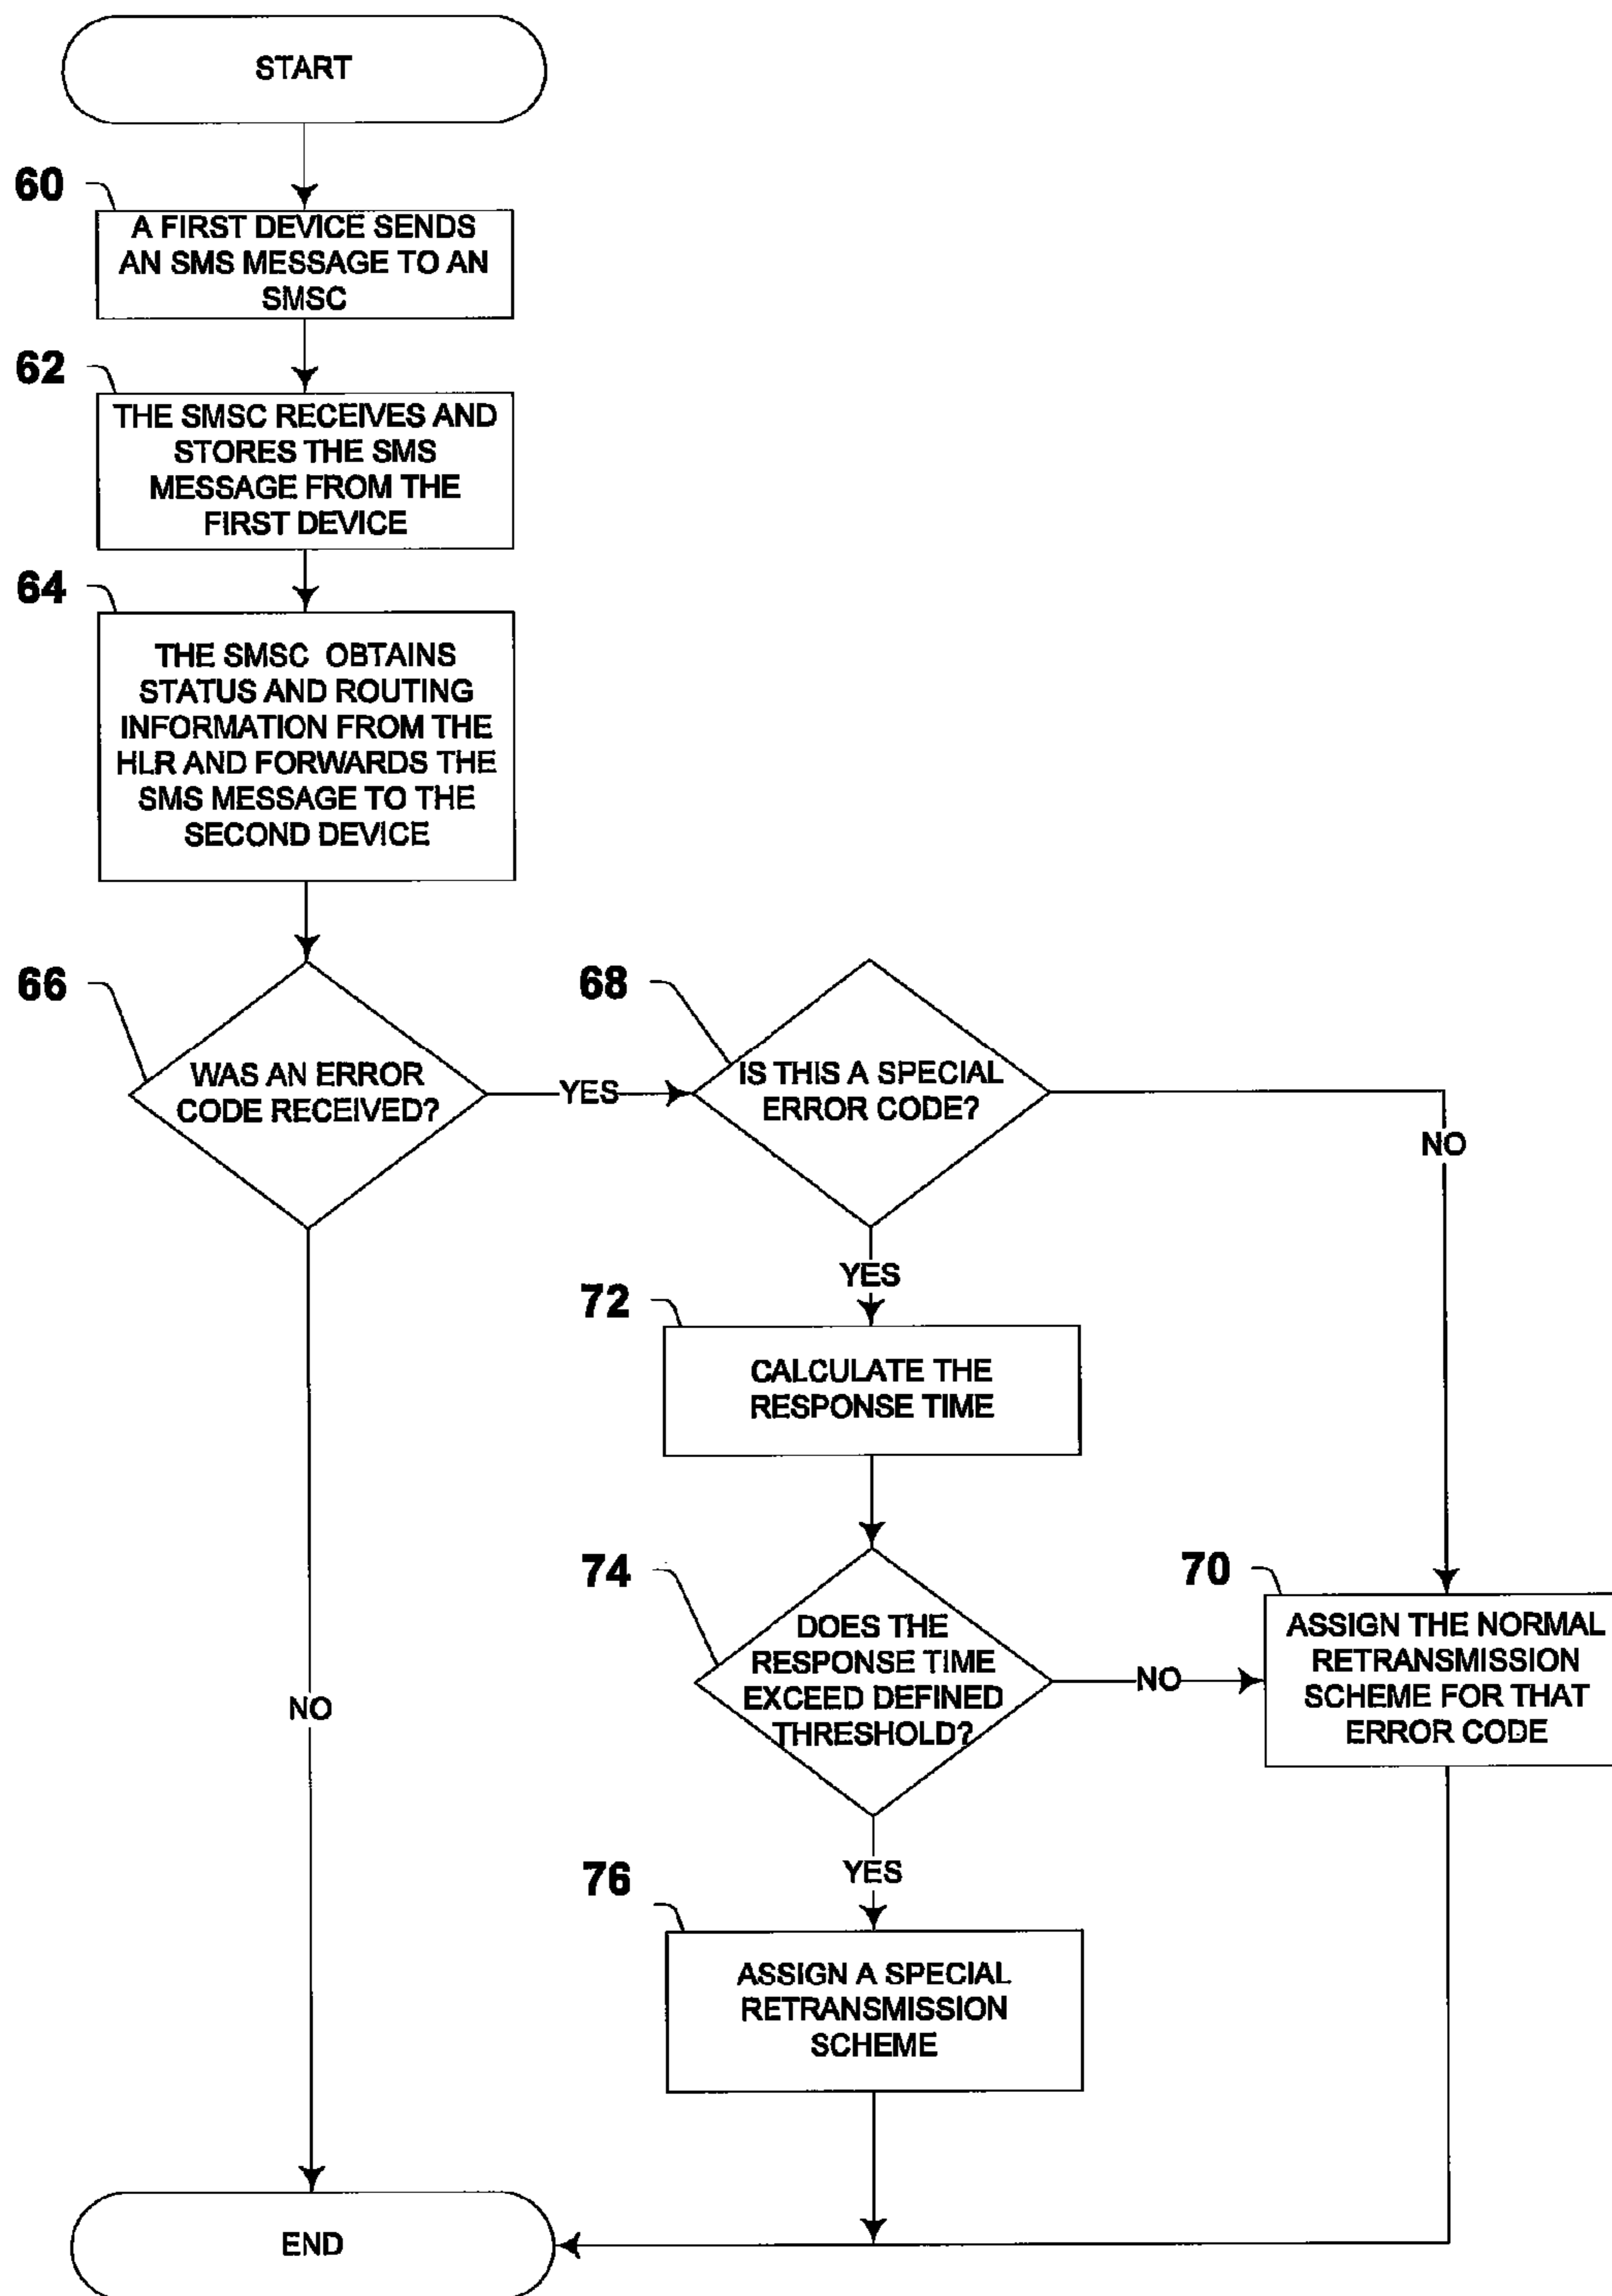 START
60
A FIRST DEVICE SENDS
AN SMS MESSAGE TO AN
SMSC
62
THE SMSC RECEIVES AND
STORES THE SMS
MESSAGE FROM THE
FIRST DEVICE
64
THE SMSC OBTAINS
STATUS AND ROUTING
INFORMATION FROM THE
HLR AND FORWARDS THE
SMS MESSAGE TO THE
SECOND DEVICE
66
WAS AN ERROR
CODE RECEIVED?
YES
68
IS THIS A SPECIAL
ERROR CODE?
NO
YES
72
CALCULATE THE
RESPONSE TIME
74
DOES THE
RESPONSE TIME
EXCEED DEFINED
THRESHOLD?
NO
70
ASSIGN THE NORMAL
RETRANSMISSION
SCHEME FOR THAT
ERROR CODE
NO
YES
76
ASSIGN A SPECIAL
RETRANSMISSION
SCHEME
END